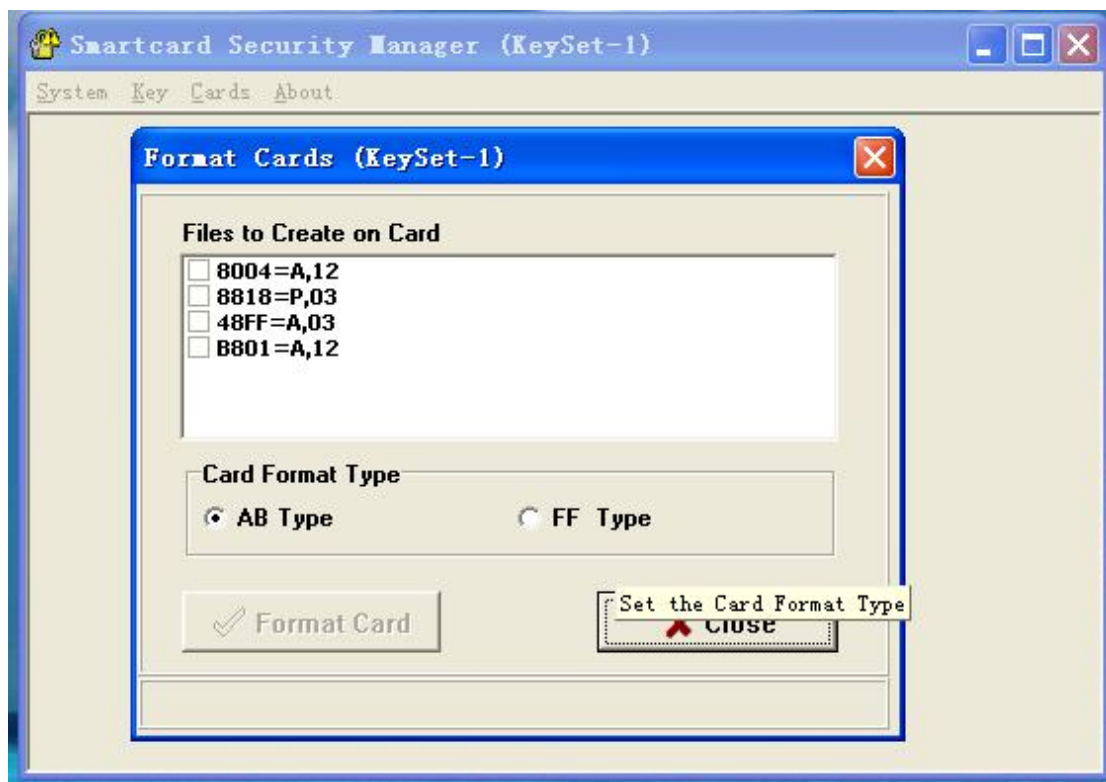 Smartcard Security Manager (KeySet-1)
System Key Cards About
Format Cards (KeySet-1)
Files to Create on Card
8004=A,12
8818=P,03
48FF=A,03
B801=A,12
Card Format Type
AB Type FF Type
Set the Card Format Type
Format Card Close